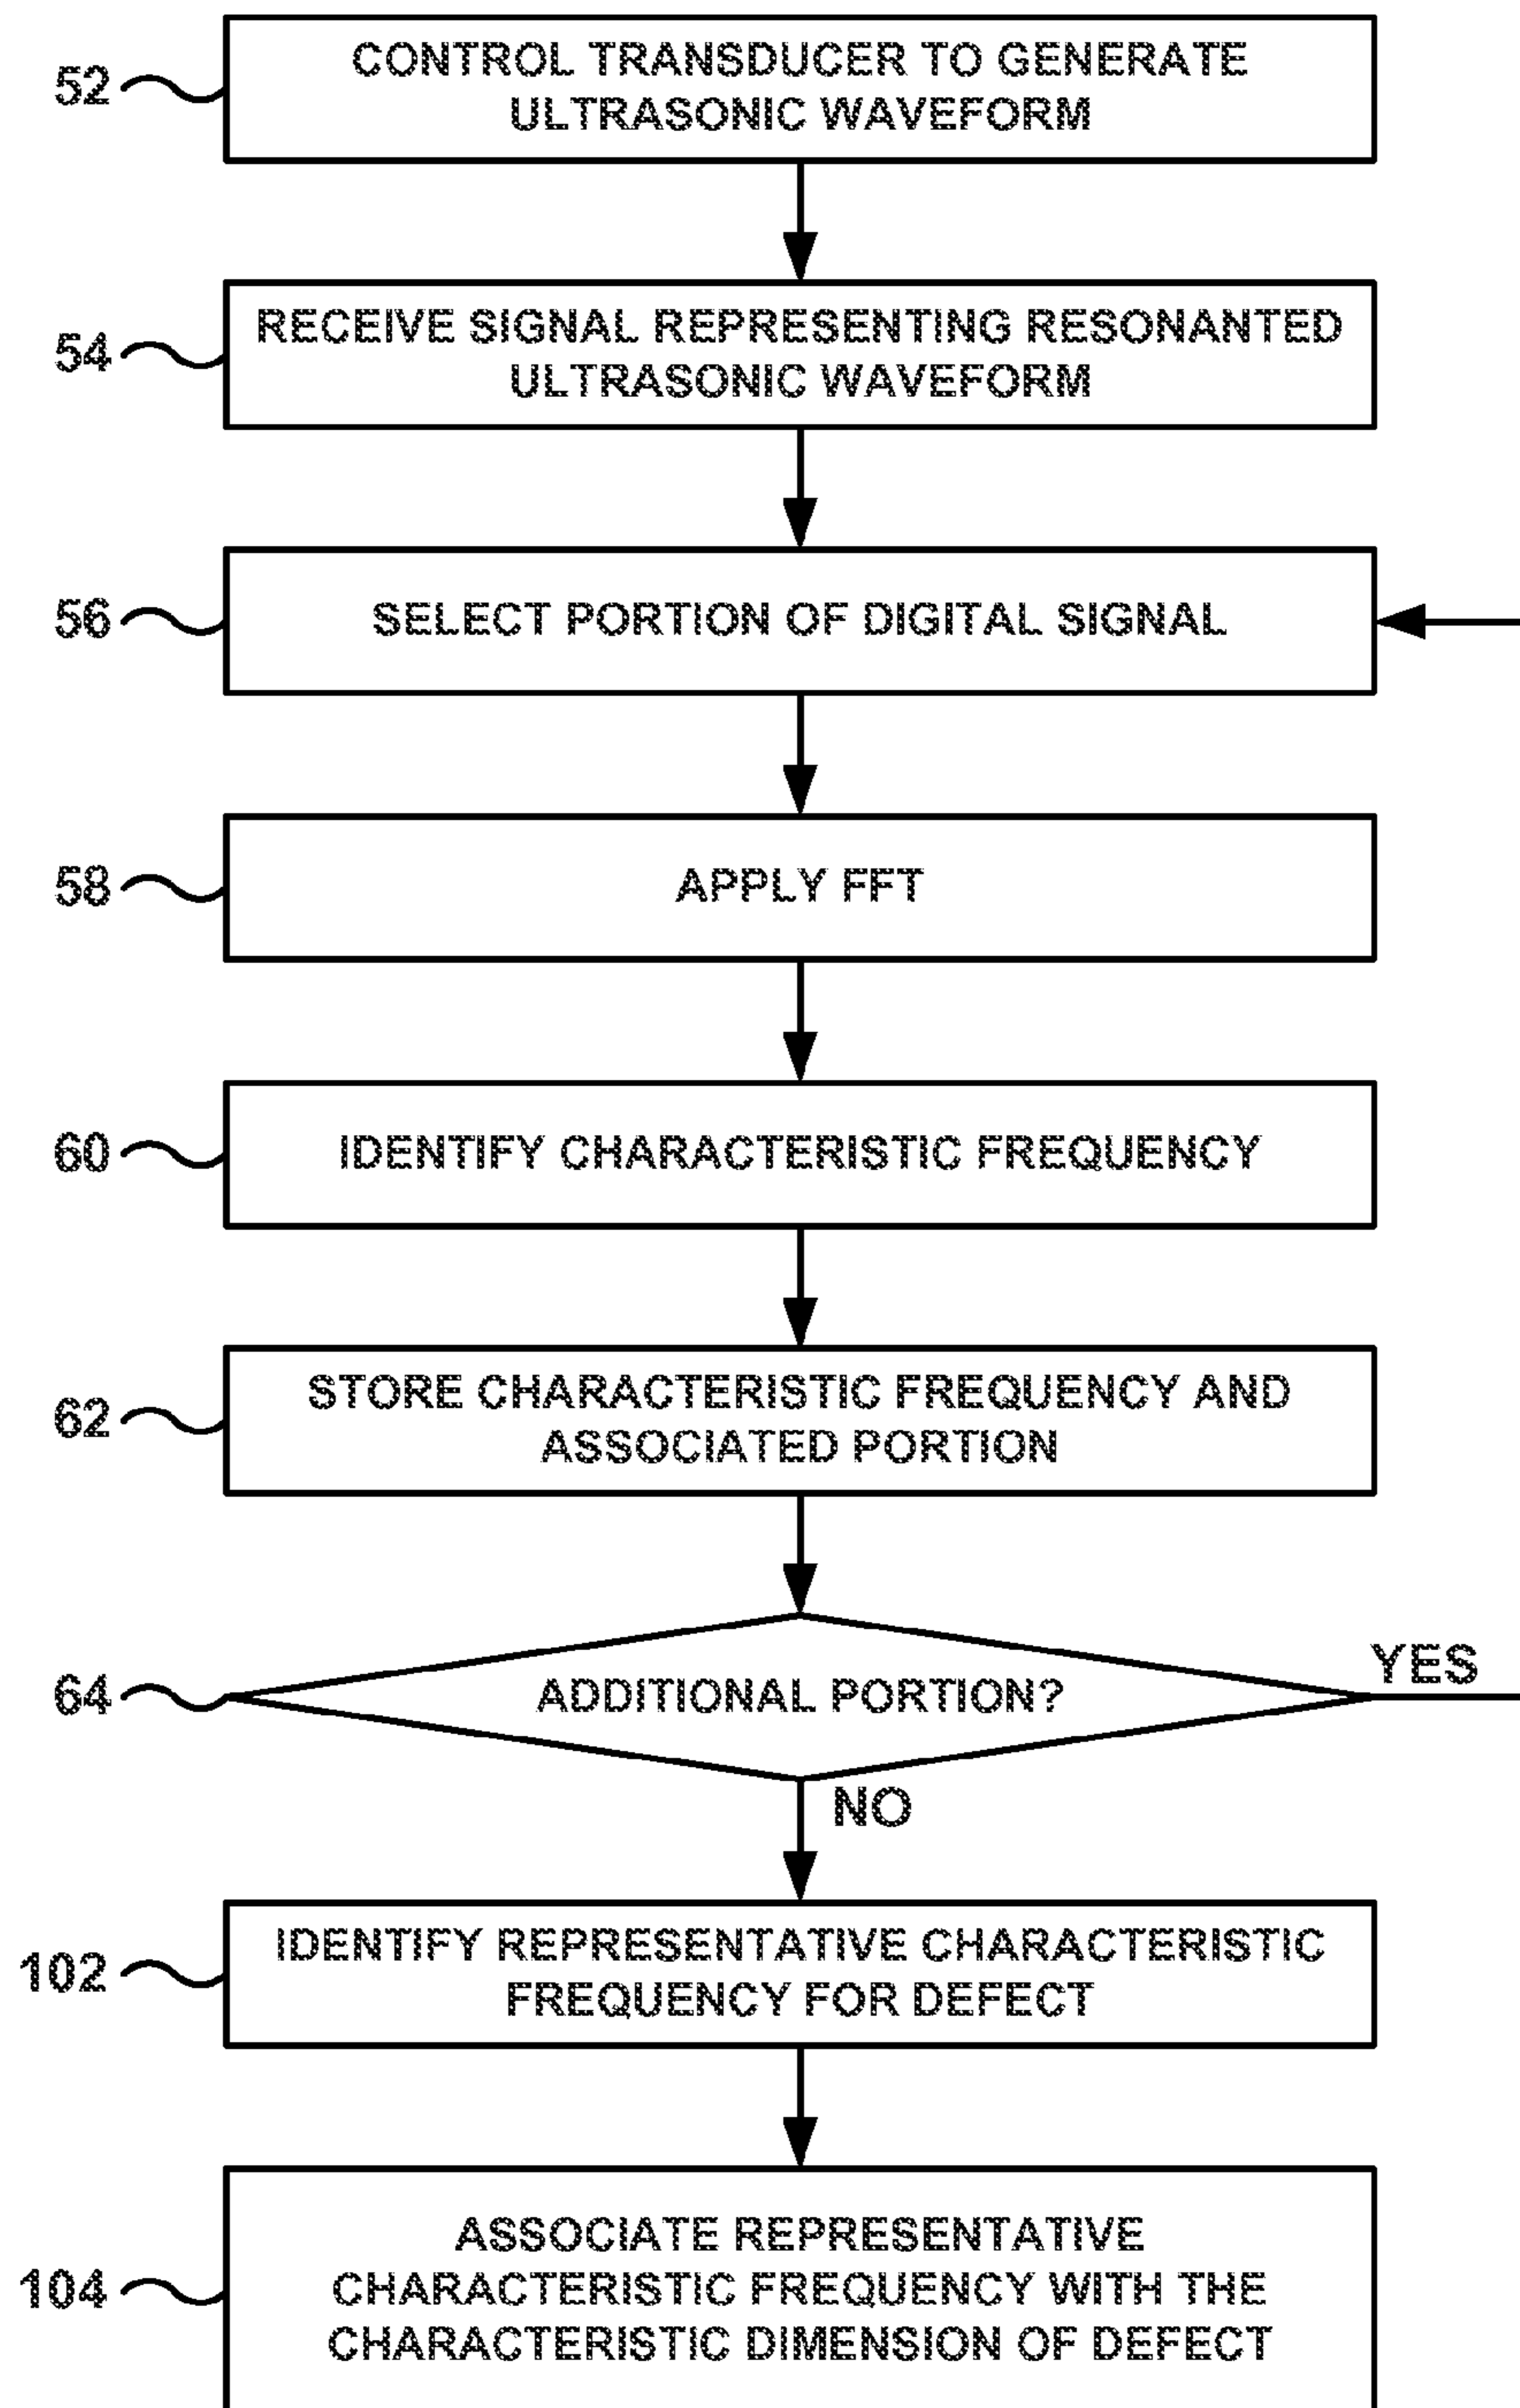 52
CONTROL TRANSDUCER TO GENERATE
ULTRASONIC WAVEFORM
54
RECEIVE SIGNAL REPRESENTING RESONANTED
ULTRASONIC WAVEFORM
56
SELECT PORTION OF DIGITAL SIGNAL
58
APPLY FFT
60
IDENTIFY CHARACTERISTIC FREQUENCY
62
STORE CHARACTERISTIC FREQUENCY AND
ASSOCIATED PORTION
64
ADDITIONAL PORTION?
YES
NO
102
IDENTIFY REPRESENTATIVE CHARACTERISTIC
FREQUENCY FOR DEFECT
104
ASSOCIATE REPRESENTATIVE
CHARACTERISTIC FREQUENCY WITH THE
CHARACTERISTIC DIMENSION OF DEFECT